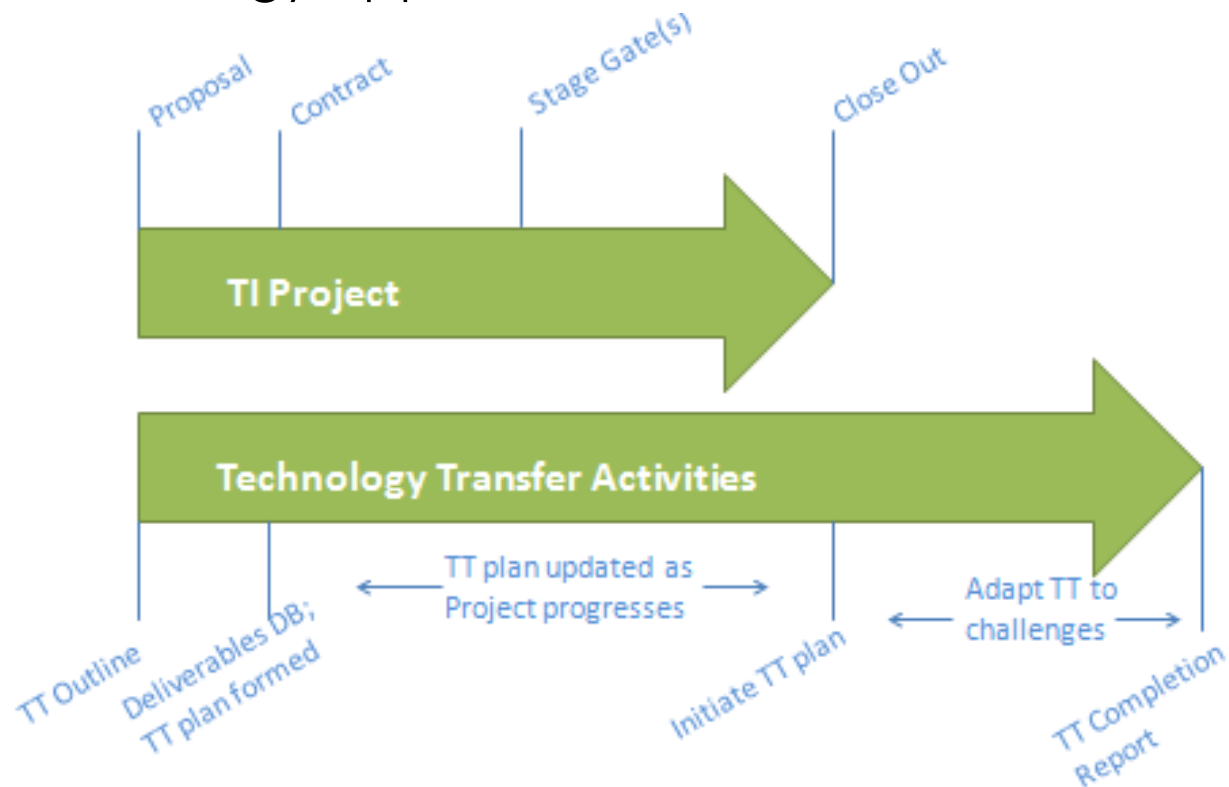 Proposal
Contract
Stage Gate(s)
Close Out
TI Project
Technology Transfer Activities
TT plan updated as
Project progresses
Adapt TT to
challenges
TT Outline
Deliverables DB;
TT plan formed
Initiate TT plan
TT Completion
Report